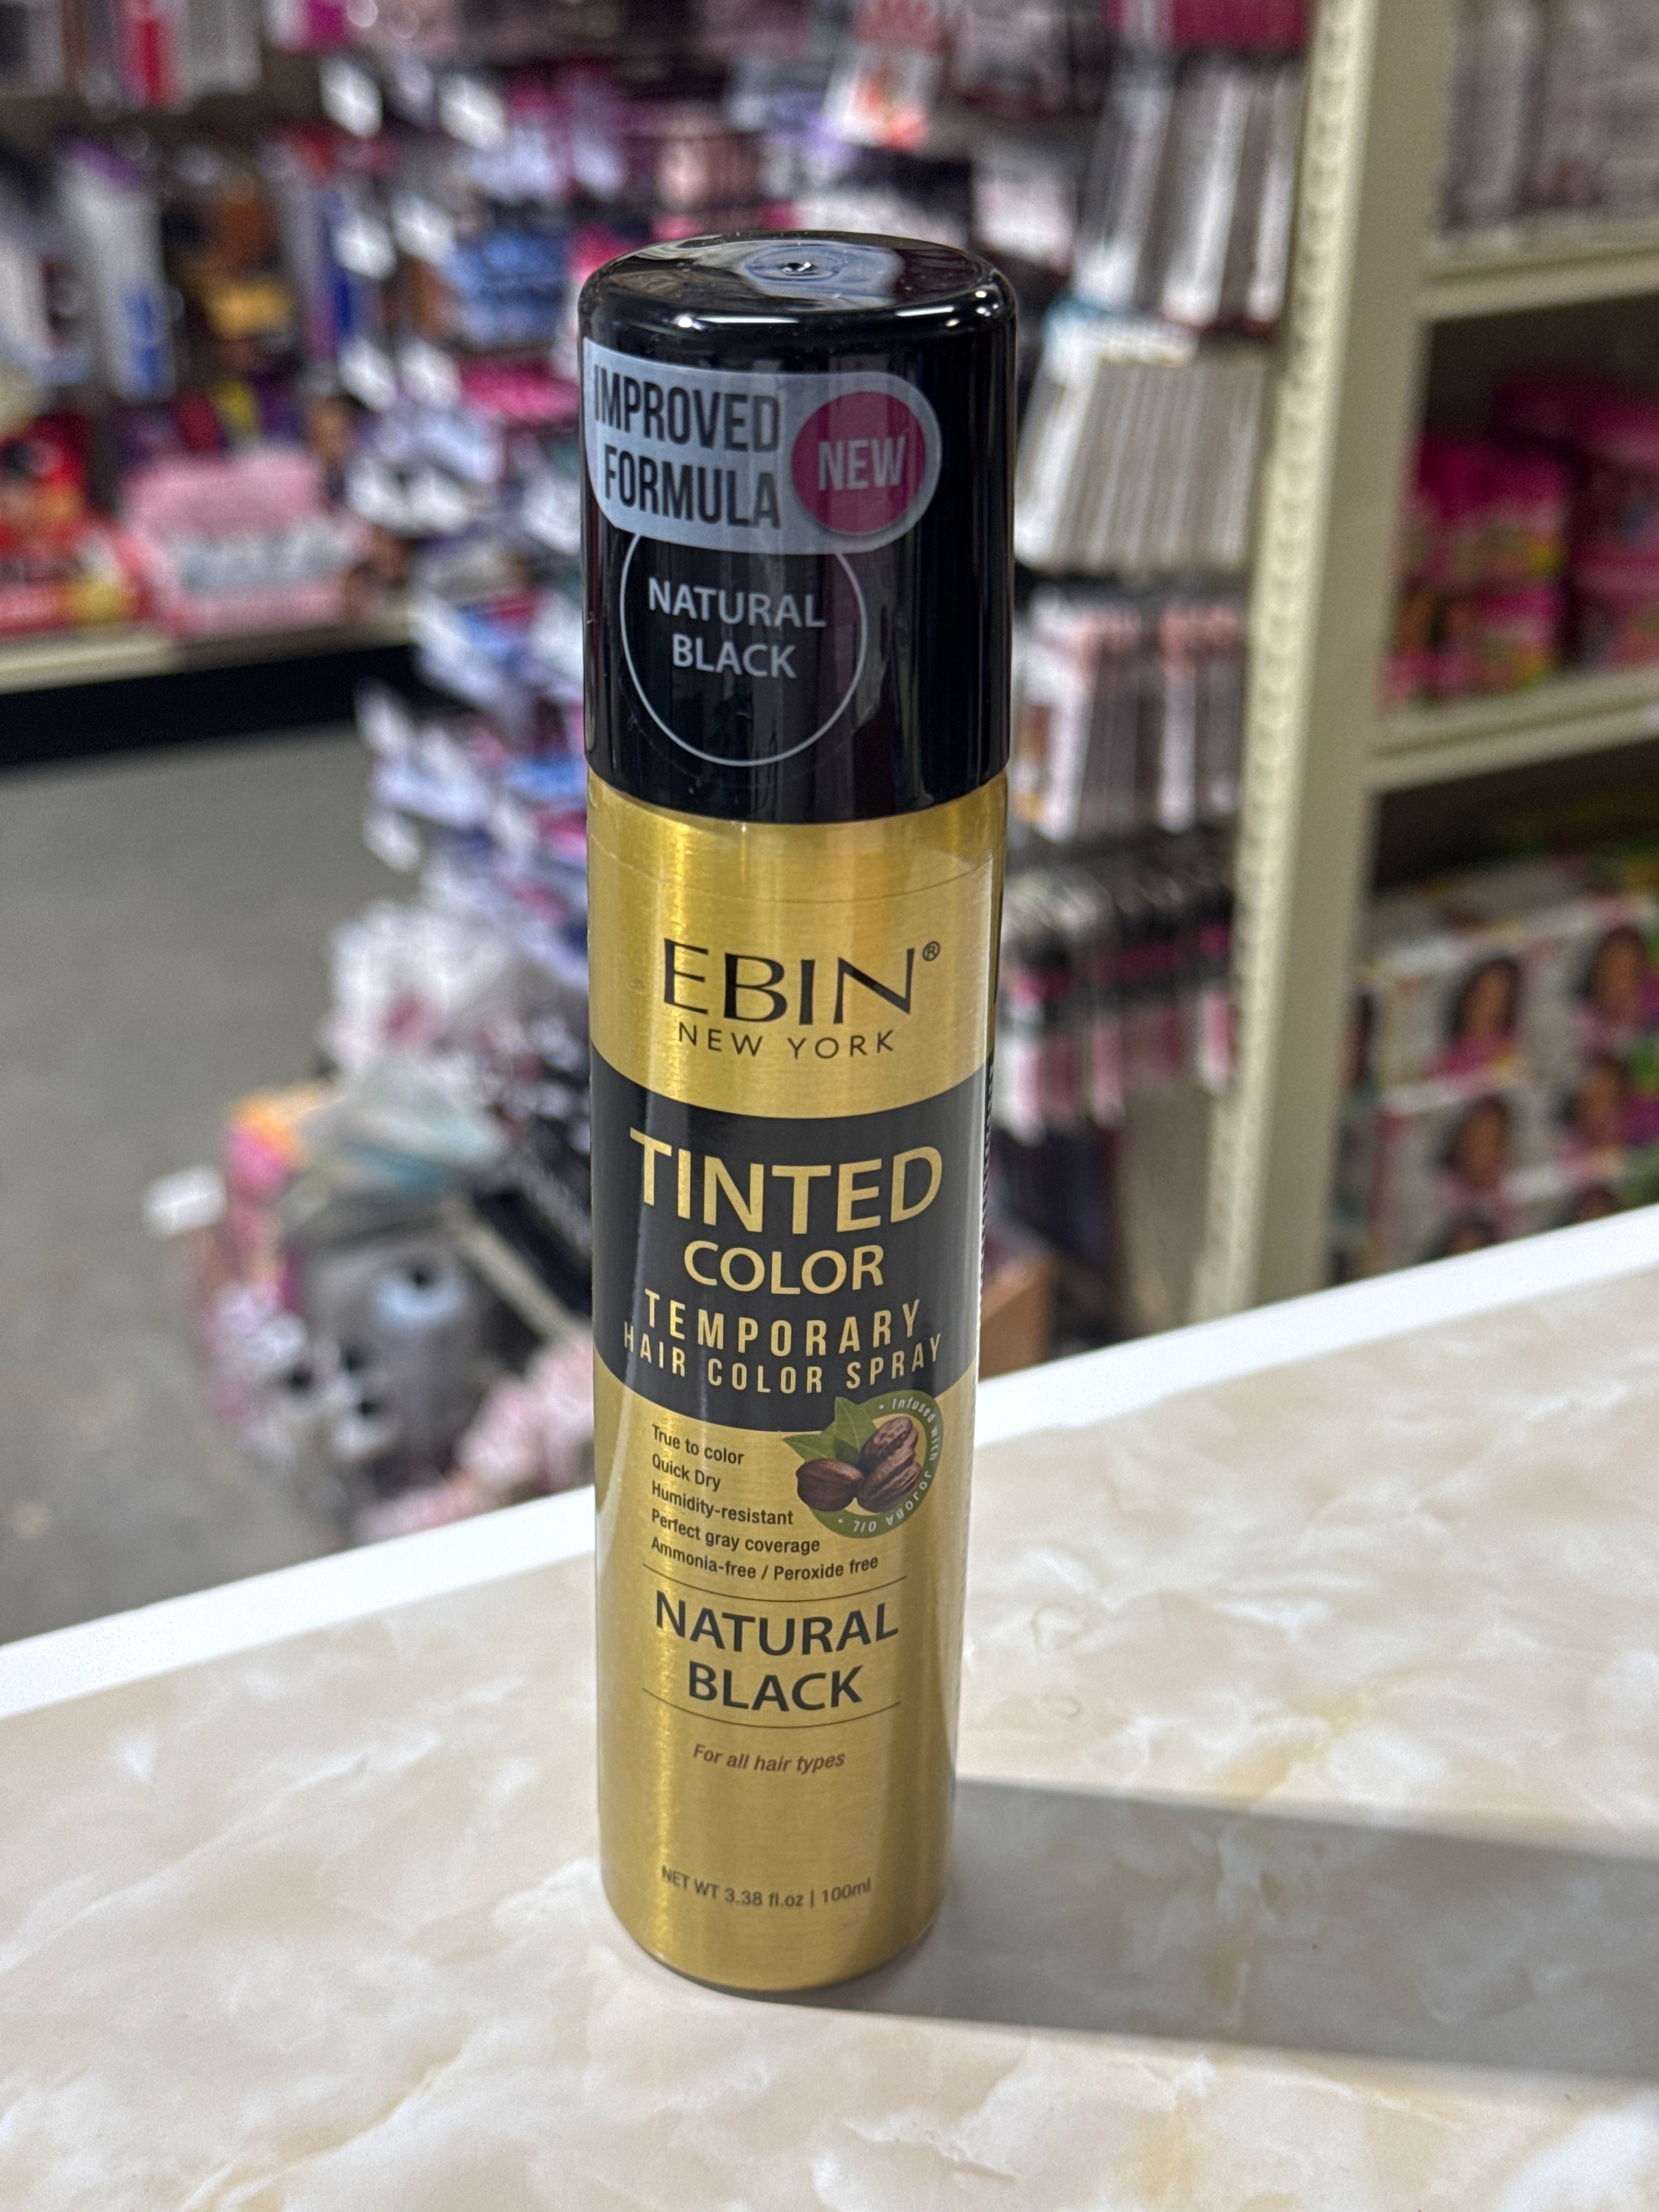 IMPROVED
FORMULA
NEW
NATURAL
BLACK
EBIN®
NEW YORK
TINTED
COLOR
TEMPORARY
HAIR COLOR SPRAY
• Infused with JOJOBA OIL •
True to color
Quick Dry
Humidity-resistant
Perfect gray coverage
Ammonia-free / Peroxide free
NATURAL
BLACK
For all hair types
NET WT 3.38 fl.oz | 100ml